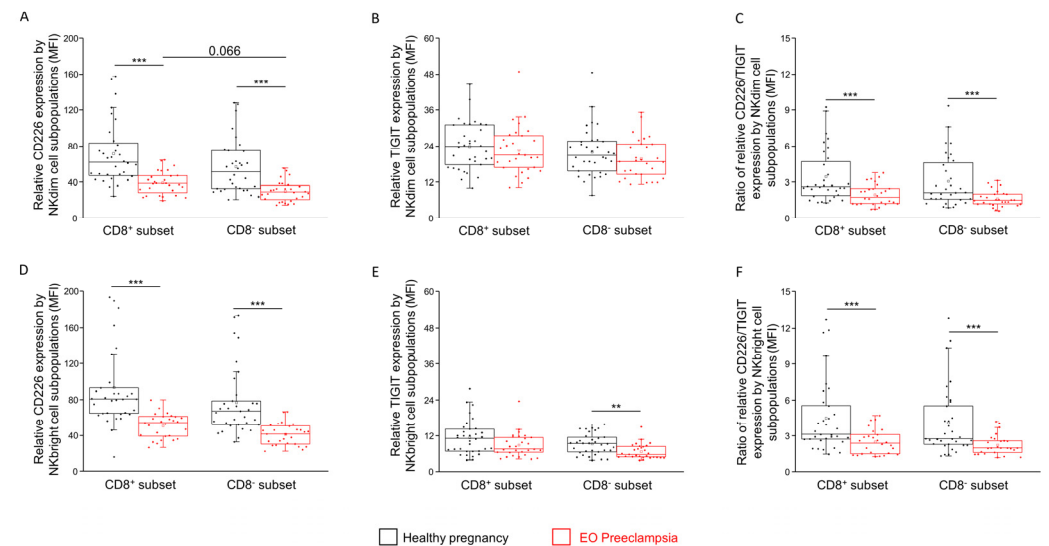 A
Relative CD226 expression by
NKdim cell subpopulations (MFI)
200
160
120
80
40
0
***
0.066
***
CD8⁺ subset
CD8⁻ subset
B
Relative TIGIT expression by
NKdim cell subpopulations (MFI)
60
48
36
24
12
0
CD8⁺ subset
CD8⁻ subset
C
Ratio of relative CD226/TIGIT
expression by NKdim cell
subpopulations (MFI)
15
12
9
6
3
0
***
***
CD8⁺ subset
CD8⁻ subset
D
Relative CD226 expression by
NKbright cell subpopulations (MFI)
200
160
120
80
40
0
***
***
CD8⁺ subset
CD8⁻ subset
E
Relative TIGIT expression by
NKbright cell subpopulations (MFI)
60
48
36
24
12
0
**
CD8⁺ subset
CD8⁻ subset
F
Ratio of relative CD226/TIGIT
expression by NKbright cell
subpopulations (MFI)
15
12
9
6
3
0
***
***
CD8⁺ subset
CD8⁻ subset
Healthy pregnancy
EO Preeclampsia